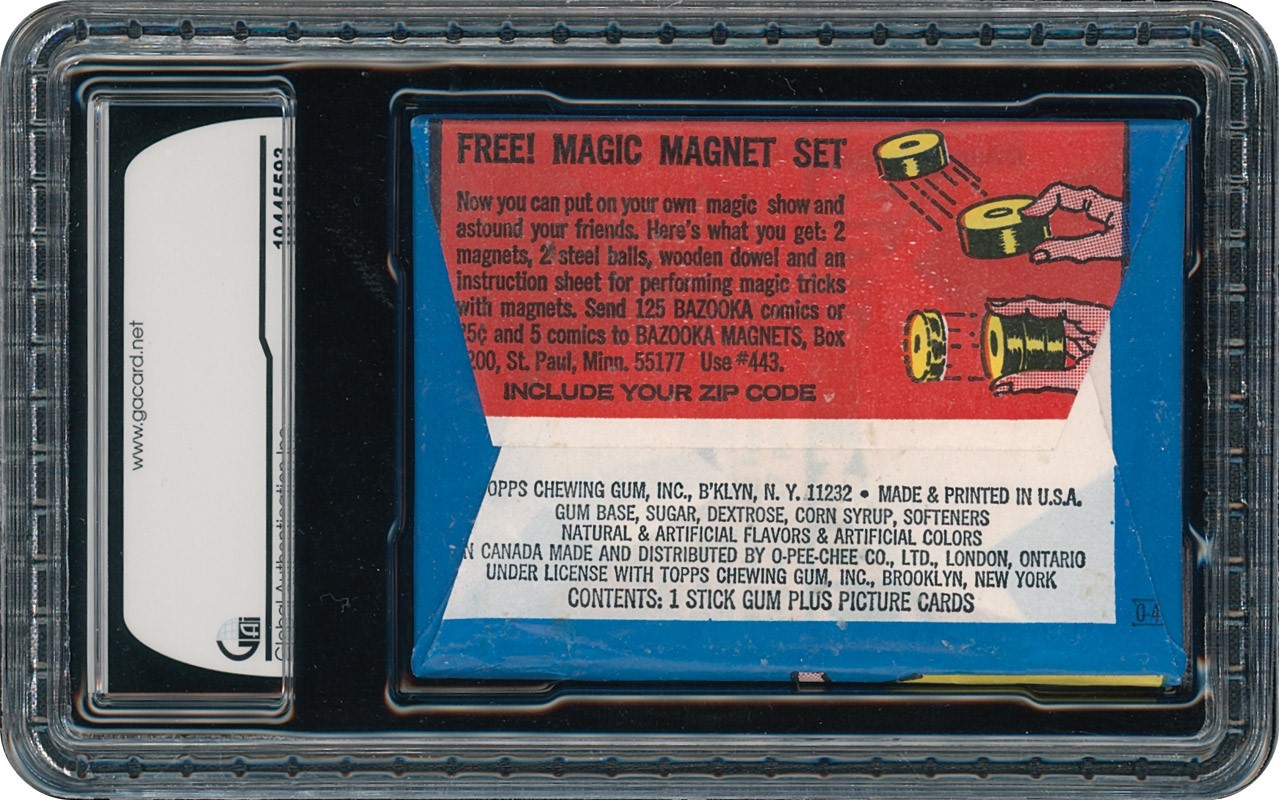 FREE! MAGIC MAGNET SET
Now you can put on your own magic show and
astound your friends. Here's what you get: 2
magnets, 2 steel balls, wooden dowel and an
instruction sheet for performing magic tricks
with magnets. Send 125 BAZOOKA comics or
25¢ and 5 comics to BAZOOKA MAGNETS, Box
200, St. Paul, Minn. 55177 Use #443.
INCLUDE YOUR ZIP CODE
OPPS CHEWING GUM, INC., B'KLYN, N. Y. 11232 • MADE & PRINTED IN U.S.A.
GUM BASE, SUGAR, DEXTROSE, CORN SYRUP, SOFTENERS
NATURAL & ARTIFICIAL FLAVORS & ARTIFICIAL COLORS
N CANADA MADE AND DISTRIBUTED BY O-PEE-CHEE CO., LTD., LONDON, ONTARIO
UNDER LICENSE WITH TOPPS CHEWING GUM, INC., BROOKLYN, NEW YORK
CONTENTS: 1 STICK GUM PLUS PICTURE CARDS
0-4
www.gacard.net
GAI
Global Authentication Inc